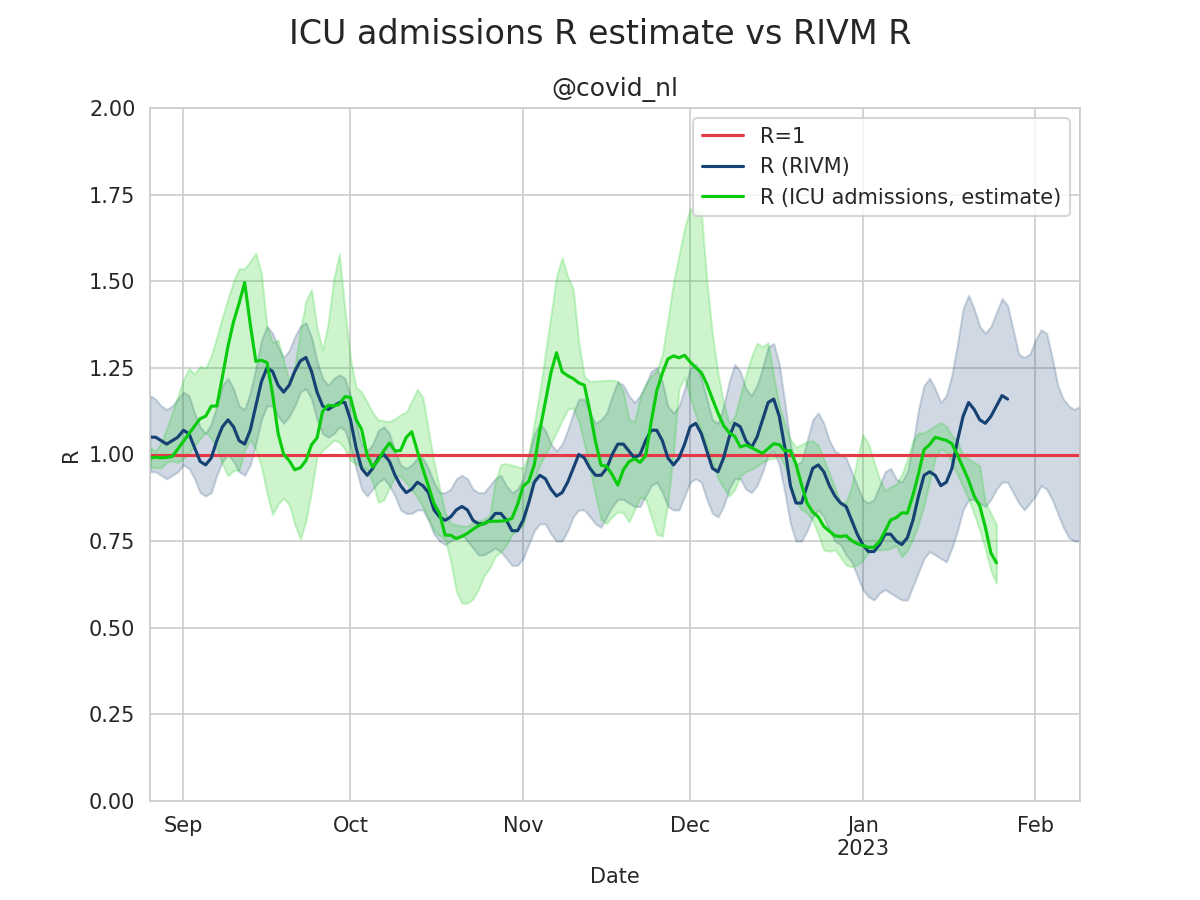 ICU admissions R estimate vs RIVM R
@covid_nl
R=1
R (RIVM)
R (ICU admissions, estimate)
2.00
1.75
1.50
1.25
1.00
0.75
0.50
0.25
0.00
R
Sep Oct Nov Dec Jan Feb
2023
Date